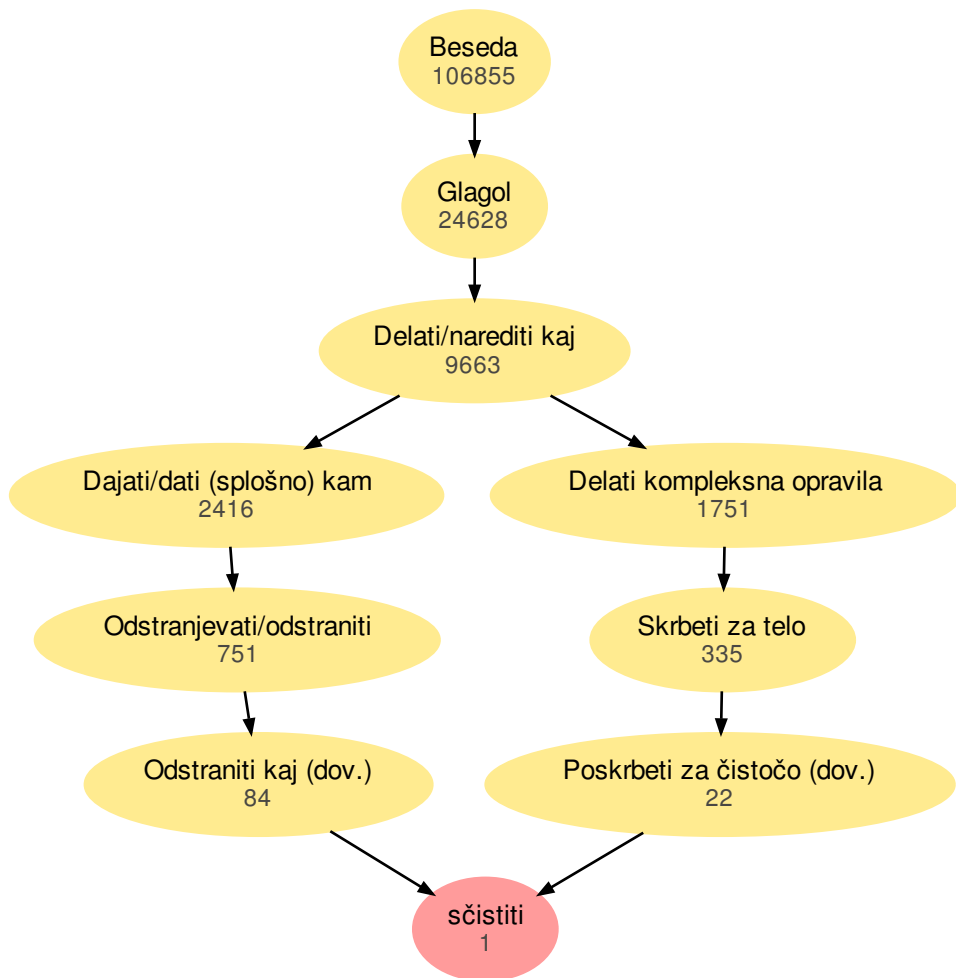 Beseda
106855
Glagol
24628
Delati/narediti kaj
9663
Dajati/dati (splošno) kam
2416
Delati kompleksna opravila
1751
Odstranjevati/odstraniti
751
Skrbeti za telo
335
Odstraniti kaj (dov.)
84
Poskrbeti za čistočo (dov.)
22
sčistiti
1